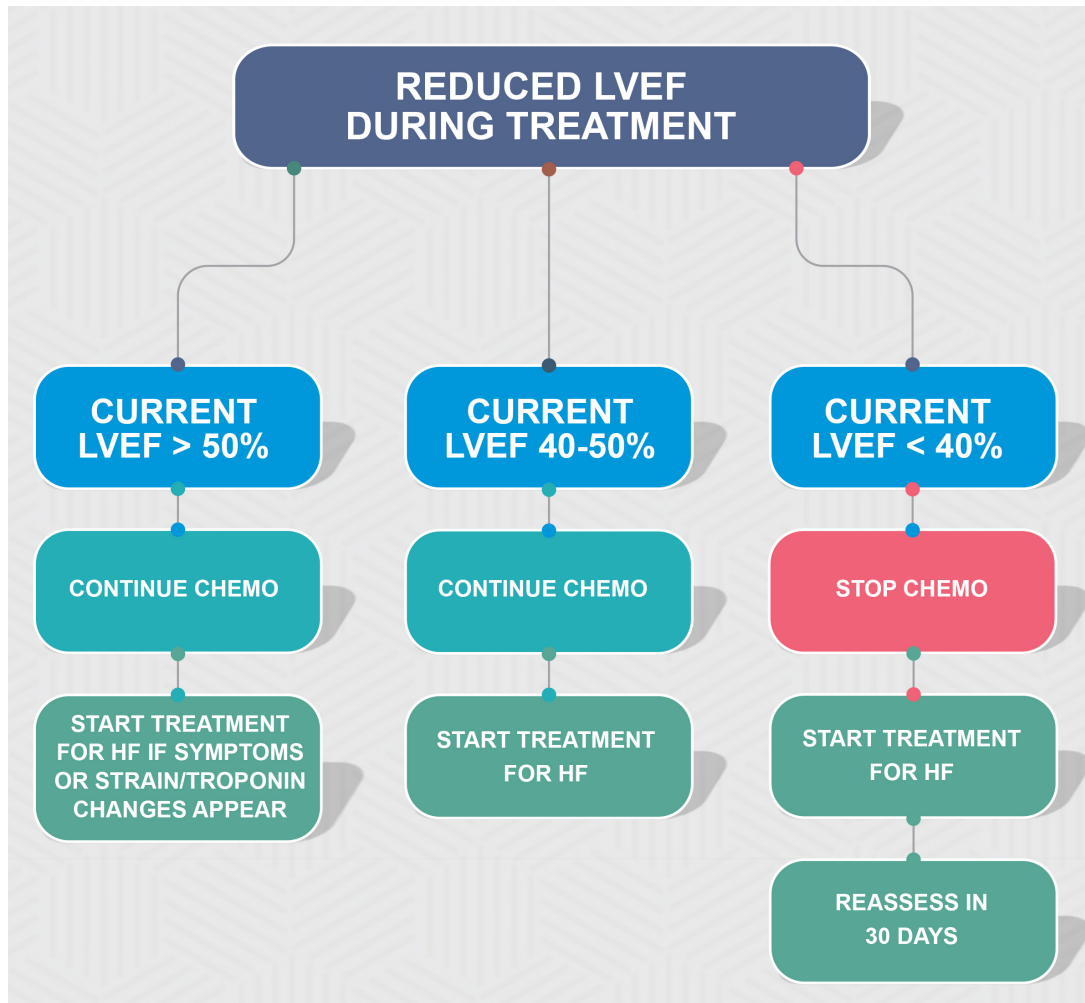 REDUCED LVEF
DURING TREATMENT
CURRENT
LVEF > 50%
CONTINUE CHEMO
START TREATMENT
FOR HF IF SYMPTOMS
OR STRAIN/TROPONIN
CHANGES APPEAR
CURRENT
LVEF 40-50%
CONTINUE CHEMO
START TREATMENT
FOR HF
CURRENT
LVEF < 40%
STOP CHEMO
START TREATMENT
FOR HF
REASSESS IN
30 DAYS